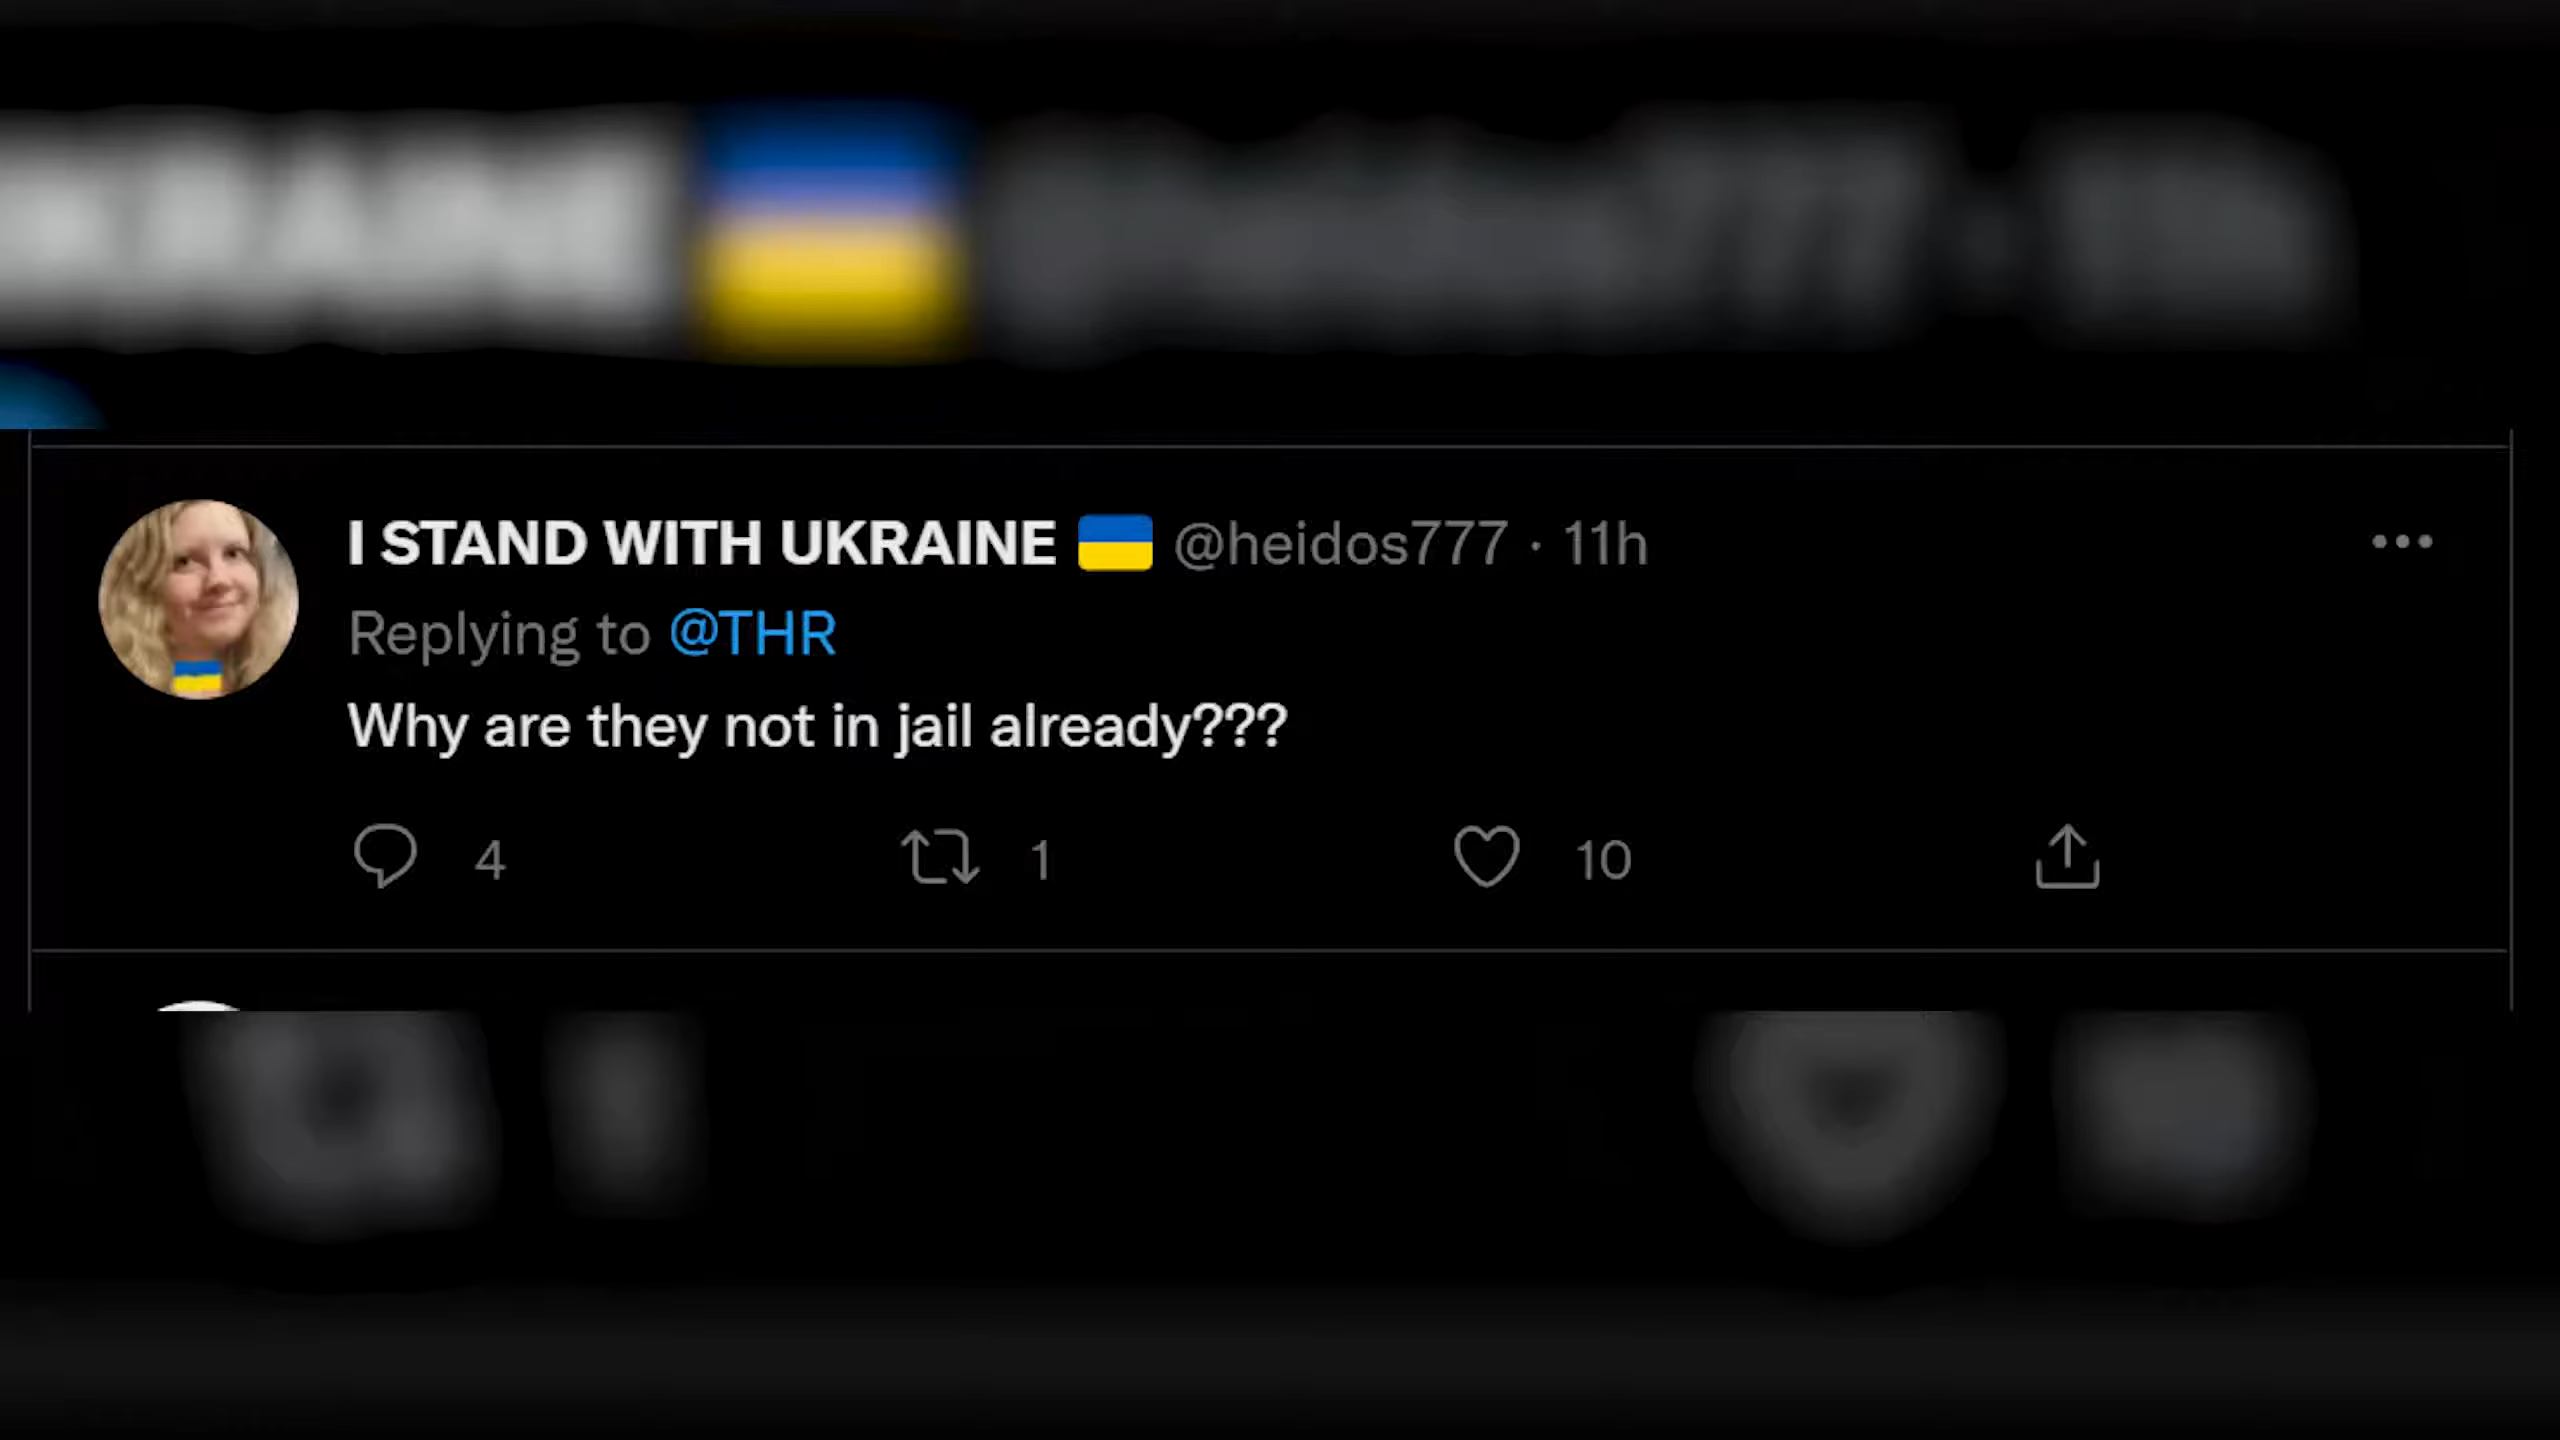 I STAND WITH UKRAINE 🇺🇦 @heidos777 · 11h
Replying to @THR
Why are they not in jail already???
4 1 10